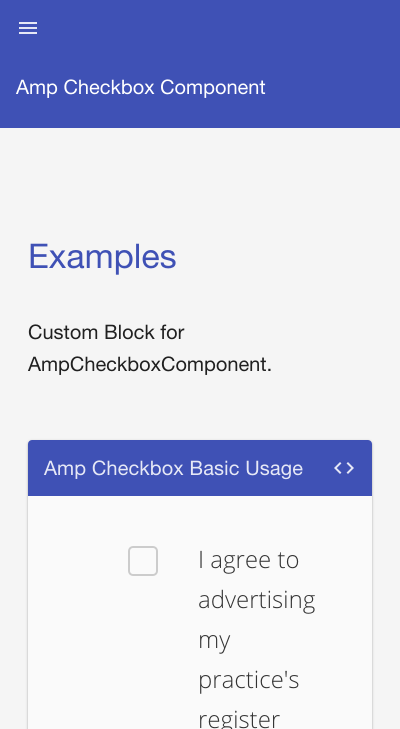 Amp Checkbox Component
Examples
Custom Block for
AmpCheckboxComponent.
Amp Checkbox Basic Usage
I agree to
advertising
my
practice's
register